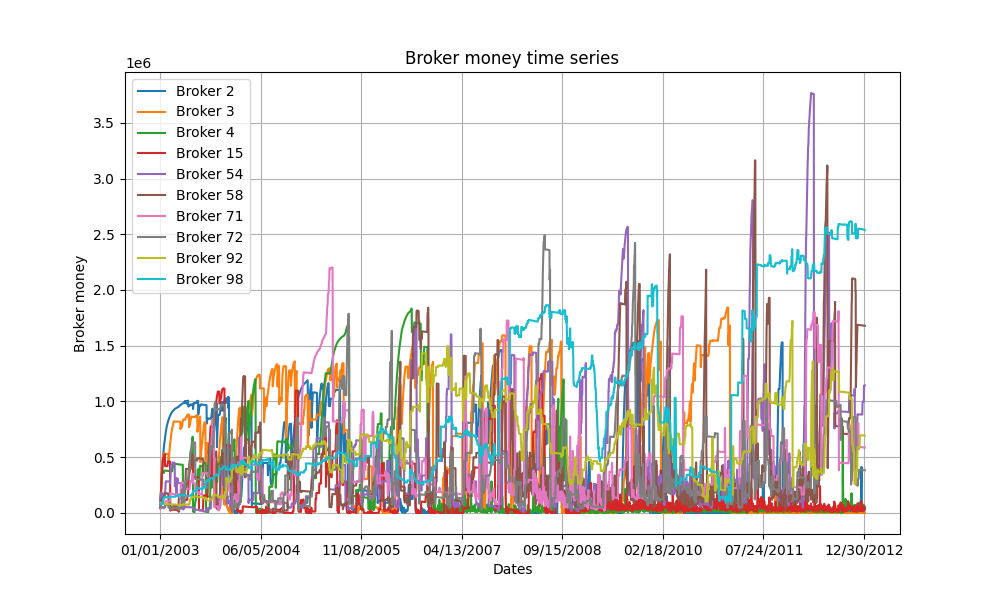 Broker money time series
1e6
Broker 2
Broker 3
Broker 4
Broker 15
Broker 54
Broker 58
Broker 71
Broker 72
Broker 92
Broker 98
3.5
3.0
2.5
2.0
1.5
1.0
0.5
0.0
Broker money
01/01/2003 06/05/2004 11/08/2005 04/13/2007 09/15/2008 02/18/2010 07/24/2011 12/30/2012
Dates